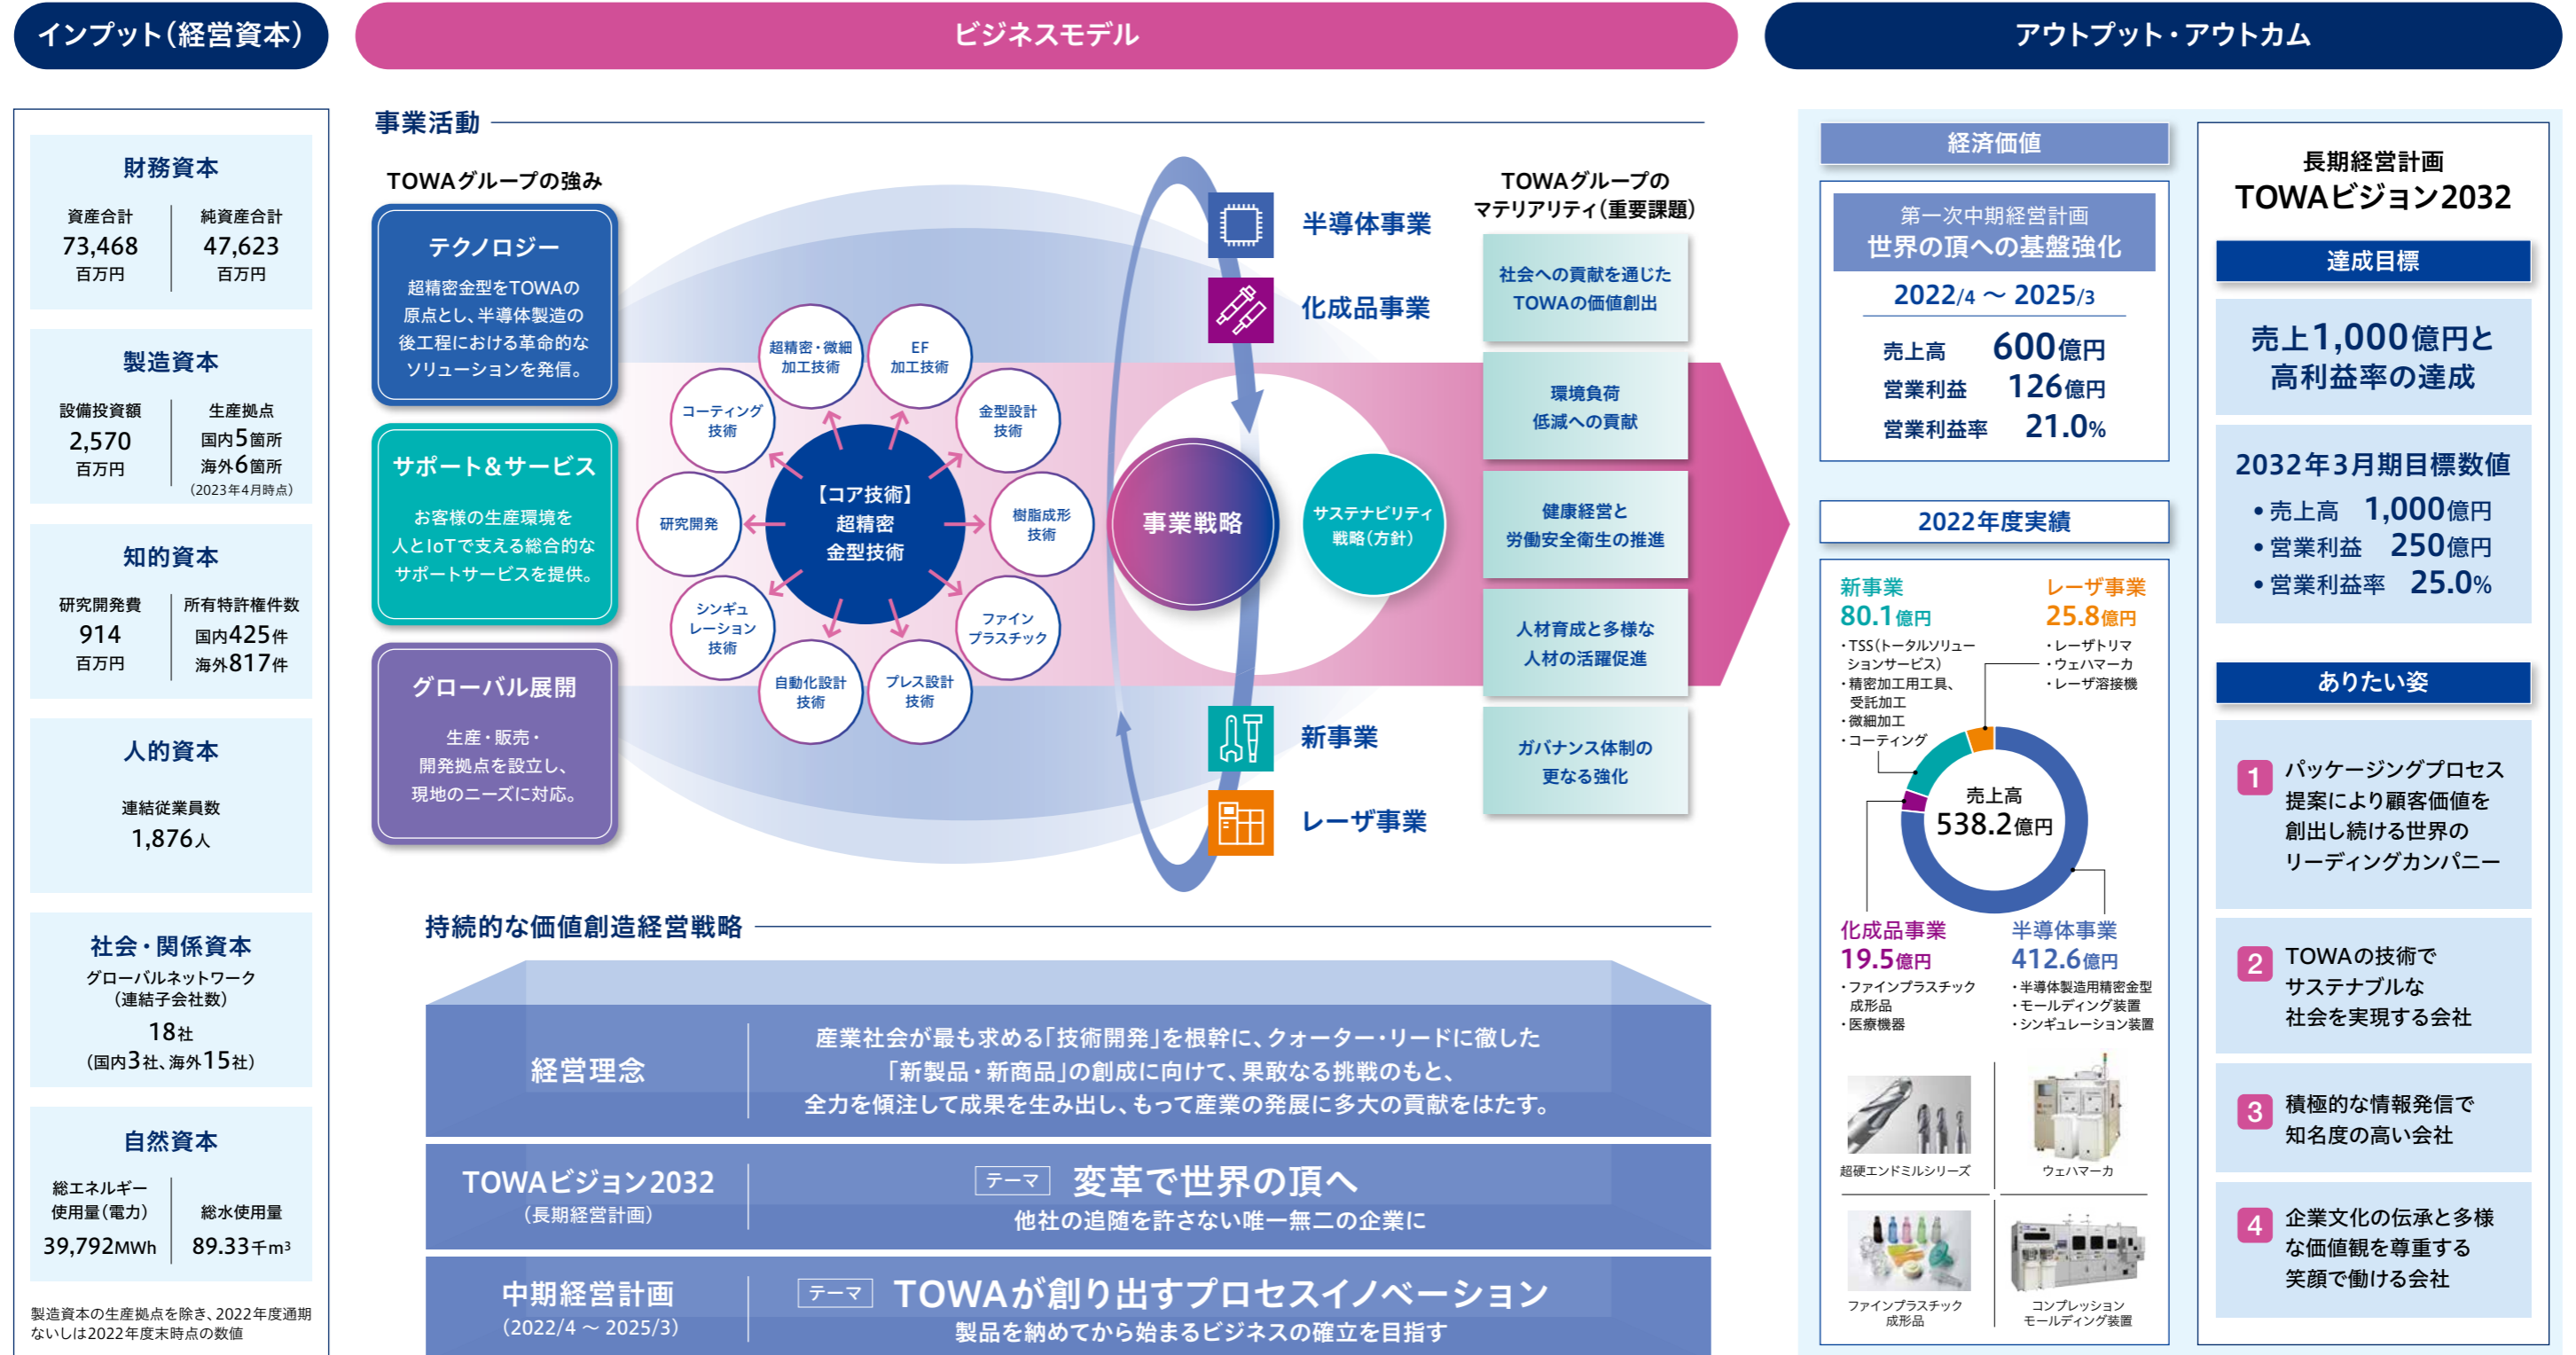 インプット(経営資本)
財務資本
資産合計
73,468
百万円
純資産合計
47,623
百万円
製造資本
設備投資額
2,570
百万円
生産拠点
国内5箇所
海外6箇所
(2023年4月時点)
知的資本
研究開発費
914
百万円
所有特許権件数
国内425件
海外817件
人的資本
連結従業員数
1,876人
社会・関係資本
グローバルネットワーク
(連結子会社数)
18社
(国内3社、海外15社)
自然資本
総エネルギー
使用量(電力)
39,792MWh
総水使用量
89.33千m³
製造資本の生産拠点を除き、2022年度通期
ないしは2022年度末時点の数値
ビジネスモデル
事業活動
TOWAグループの強み
テクノロジー
超精密金型をTOWAの
原点とし、半導体製造の
後工程における革命的な
ソリューションを発信。
サポート&サービス
お客様の生産環境を
人とIoTで支える総合的な
サポートサービスを提供。
グローバル展開
生産・販売・
開発拠点を設立し、
現地のニーズに対応。
超精密・微細
加工技術
EF
加工技術
コーティング
技術
金型設計
技術
研究開発
【コア技術】
超精密
金型技術
樹脂成形
技術
シンギュ
レーション
技術
ファイン
プラスチック
自動化設計
技術
プレス設計
技術
半導体事業
化成品事業
事業戦略
サステナビリティ
戦略(方針)
新事業
レーザ事業
TOWAグループの
マテリアリティ(重要課題)
社会への貢献を通じた
TOWAの価値創出
環境負荷
低減への貢献
健康経営と
労働安全衛生の推進
人材育成と多様な
人材の活躍促進
ガバナンス体制の
更なる強化
持続的な価値創造経営戦略
経営理念
産業社会が最も求める「技術開発」を根幹に、クォーター・リードに徹した
「新製品・新商品」の創成に向けて、果敢なる挑戦のもと、
全力を傾注して成果を生み出し、もって産業の発展に多大の貢献をはたす。
TOWAビジョン2032
(長期経営計画)
テーマ 変革で世界の頂へ
他社の追随を許さない唯一無二の企業に
中期経営計画
(2022/4 〜 2025/3)
テーマ TOWAが創り出すプロセスイノベーション
製品を納めてから始まるビジネスの確立を目指す
アウトプット・アウトカム
経済価値
第一次中期経営計画
世界の頂への基盤強化
2022/4 〜 2025/3
売上高 600億円
営業利益 126億円
営業利益率 21.0%
2022年度実績
新事業
80.1億円
・TSS(トータルソリュー
ションサービス)
・精密加工用工具、
受託加工
・微細加工
・コーティング
レーザ事業
25.8億円
・レーザトリマ
・ウェハマーカ
・レーザ溶接機
売上高
538.2億円
化成品事業
19.5億円
・ファインプラスチック
成形品
・医療機器
半導体事業
412.6億円
・半導体製造用精密金型
・モールディング装置
・シンギュレーション装置
超硬エンドミルシリーズ
ウェハマーカ
ファインプラスチック
成形品
コンプレッション
モールディング装置
長期経営計画
TOWAビジョン2032
達成目標
売上1,000億円と
高利益率の達成
2032年3月期目標数値
• 売上高 1,000億円
• 営業利益 250億円
• 営業利益率 25.0%
ありたい姿
1 パッケージングプロセス
提案により顧客価値を
創出し続ける世界の
リーディングカンパニー
2 TOWAの技術で
サステナブルな
社会を実現する会社
3 積極的な情報発信で
知名度の高い会社
4 企業文化の伝承と多様
な価値観を尊重する
笑顔で働ける会社